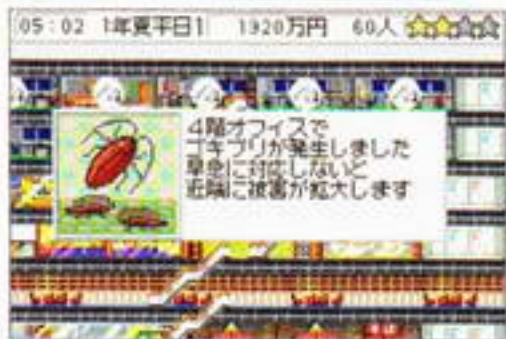 05:02 1年夏平日1 1920万円 60人
4階オフィスで
ゴキブリが発生しました
早急に対応しないと
近隣に被害が拡大します